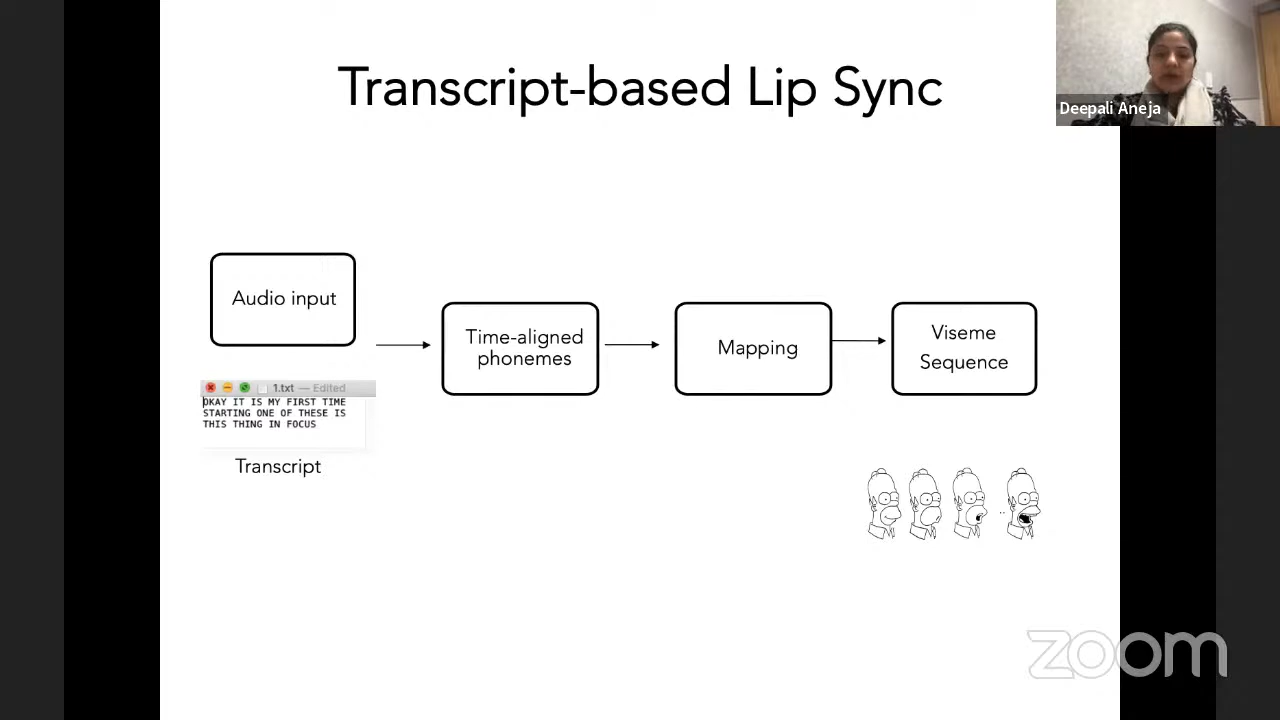 Transcript-based Lip Sync
Deepali Aneja
Audio input
1.txt — Edited
OKAY IT IS MY FIRST TIME
STARTING ONE OF THESE IS
THIS THING IN FOCUS
Transcript
Time-aligned
phonemes
Mapping
Viseme
Sequence
zoom